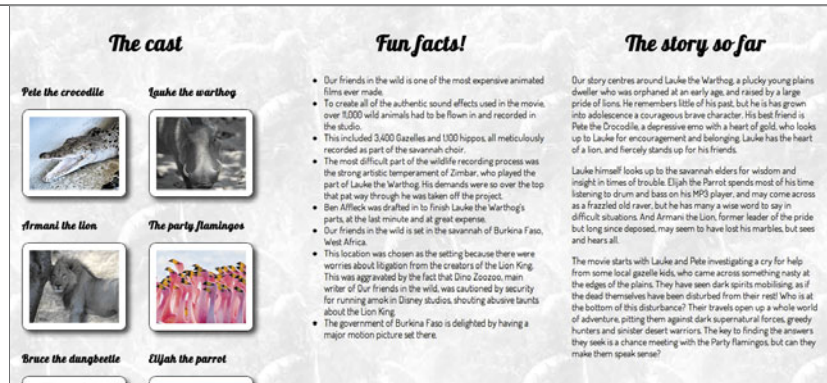 The cast
Pete the crocodile
Lauke the warthog
Armani the lion
The party flamingos
Bruce the dungbeetle
Elijah the parrot
Fun facts!
Our friends in the wild is one of the most expensive animated
films ever made.
To create all of the authentic sound effects used in the movie,
over 11,000 wild animals had to be flown in and recorded in
the studio.
This included 3,400 Gazelles and 1,100 hippos, all meticulously
recorded as part of the savannah choir.
The most difficult part of the wildlife recording process was
the strong artistic temperament of Zimbar, who played the
part of Lauke the Warthog. His demands were so over the top
that pat way through he was taken off the project.
Ben Affleck was drafted in to finish Lauke the Warthog's
parts, at the last minute and at great expense.
Our friends in the wild is set in the savannah of Burkina Faso,
West Africa.
This location was chosen as the setting because there were
worries about litigation from the creators of the Lion King.
This was aggravated by the fact that Dino Zoozoo, main
writer of Our friends in the wild, was cautioned by security
for running amok in Disney studios, shouting abusive taunts
about the Lion King.
The government of Burkina Faso is delighted by having a
major motion picture set there.
The story so far
Our story centres around Lauke the Warthog, a plucky young plains
dweller who was orphaned at an early age, and raised by a large
pride of lions. He remembers little of his past, but he is has grown
into adolescence a courageous brave character. His best friend is
Pete the Crocodile, a depressive emo with a heart of gold, who looks
up to Lauke for encouragement and belonging. Lauke has the heart
of a lion, and fiercely stands up for his friends.
Lauke himself looks up to the savannah elders for wisdom and
insight in times of trouble. Elijah the Parrot spends most of his time
listening to drum and bass on his MP3 player, and may come across
as a frazzled old raver, but he has many a wise word to say in
difficult situations. And Armani the Lion, former leader of the pride
but long since deposed, may seem to have lost his marbles, but sees
and hears all.
The movie starts with Lauke and Pete investigating a cry for help
from some local gazelle kids, who came across something nasty at
the edges of the plains. They have seen dark spirits mobilising, as if
the dead themselves have been disturbed from their rest! Who is at
the bottom of this disturbance? Their travels open up a whole world
of adventure, pitting them against dark supernatural forces, greedy
hunters and sinister desert warriors. The key to finding the answers
they seek is a chance meeting with the Party flamingos, but can they
make them speak sense?